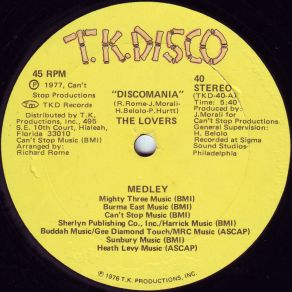 T.K. DISCO
45 RPM
℗ 1977, Can't
Stop Productions
TKD Records
Distributed by T.K.
Productions, Inc., 495
S.E. 10th Court, Hialeah,
Florida 33010
Can't Stop Music (BMI)
Arranged by:
Richard Rome
"DISCOMANIA"
(R.Rome-J.Morali-
H.Belolo-P.Hurtt)
THE LOVERS
40
STEREO
(TKD-40-A)
Time: 5:40
Produced by:
J.Morali for
Can't Stop Productions
General Supervision:
H. Belolo
Recorded at Sigma
Sound Studios-
Philadelphia
MEDLEY
Mighty Three Music (BMI)
Burma East Music (BMI)
Can't Stop Music (BMI)
Sherlyn Publishing Co., Inc./Harrick Music (BMI)
Buddah Music/Gee Diamond Touch/MRC Music (ASCAP)
Sunbury Music (BMI)
Heath Levy Music (ASCAP)
℗ 1976 T.K. PRODUCTIONS, INC.